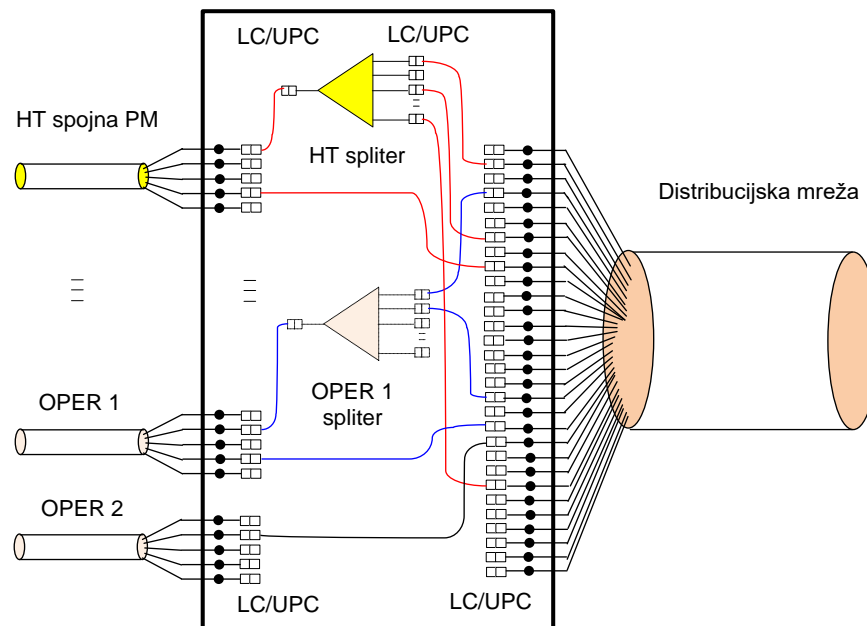 LC/UPC
LC/UPC
HT spojna PM
HT spliter
Distribucijska mreža
OPER 1
OPER 1
spliter
OPER 2
LC/UPC
LC/UPC